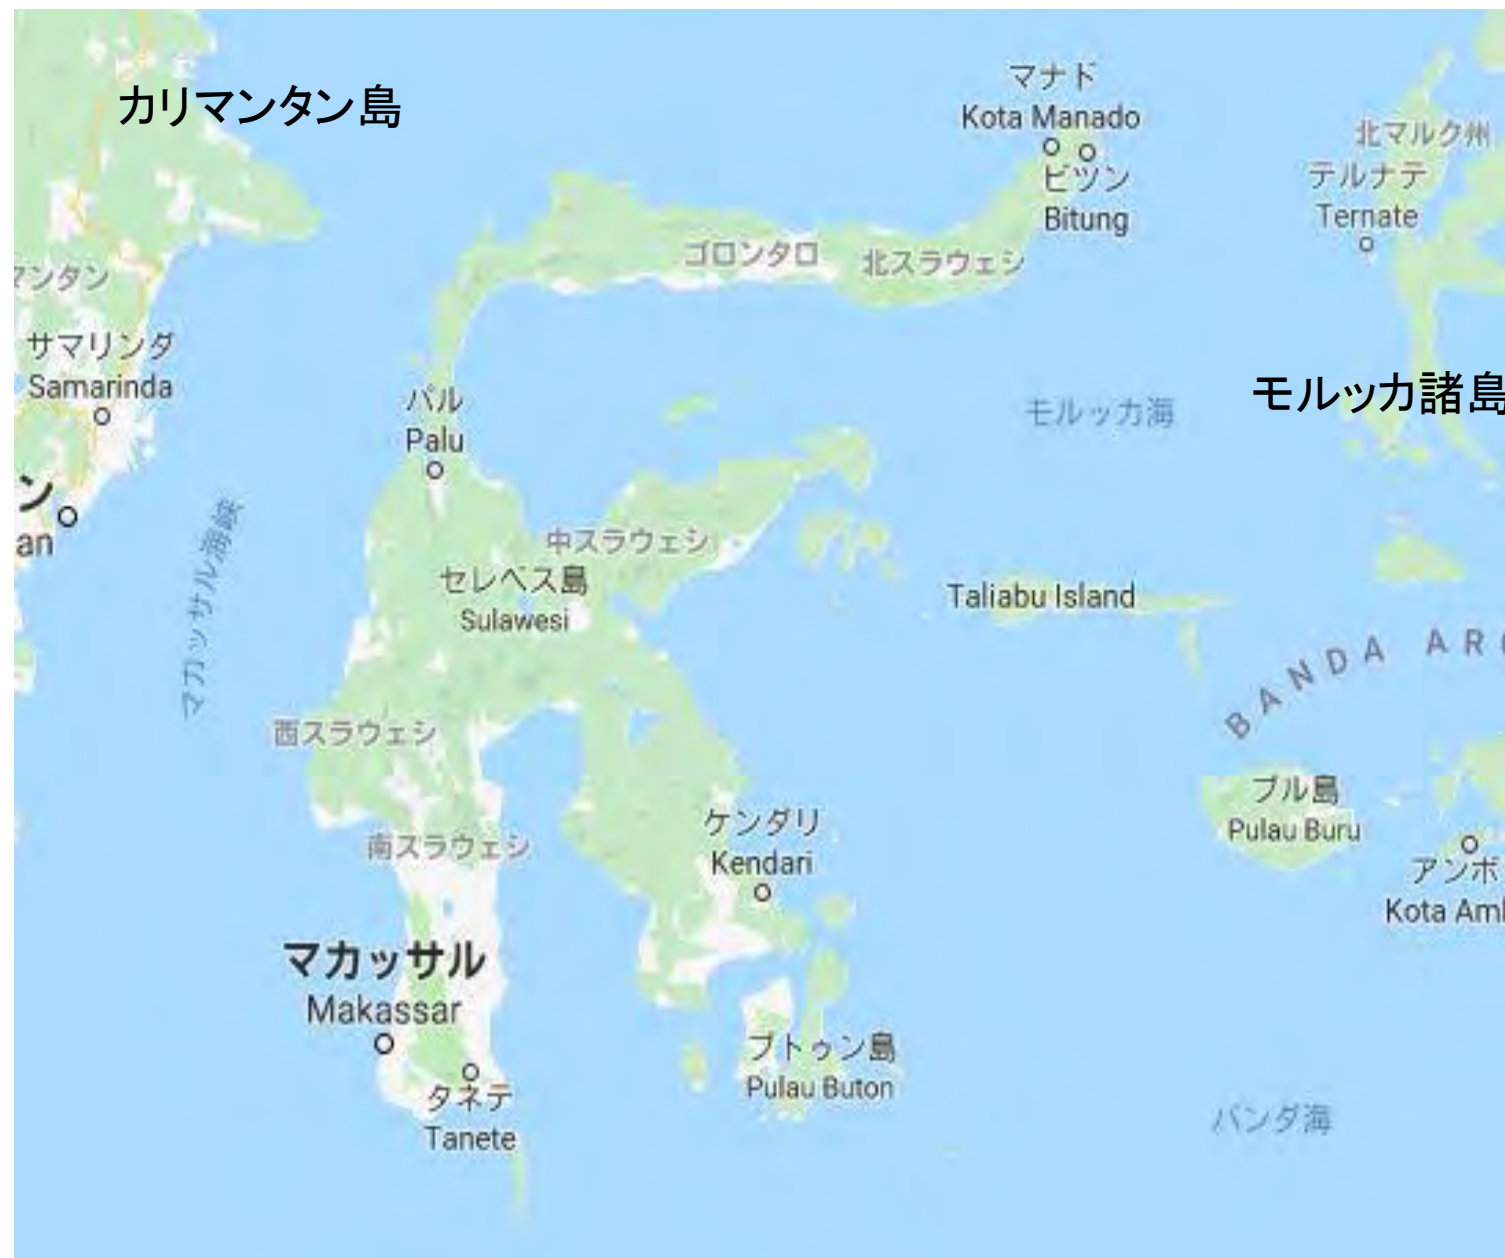 マナド
Kota Manado
カリマンタン島
北マルク州
ビツン
Bitung
テルナテ
Ternate
ゴロンタロ
北スラウェシ
マンタン
サマリンダ
Samarinda
パル
Palu
モルッカ海
モルッカ諸島
ン
an
マカッサル海峡
中スラウェシ
セレベス島
Sulawesi
Taliabu Island
BANDA AR
西スラウェシ
ブル島
Pulau Buru
ケンダリ
Kendari
南スラウェシ
アンボ
Kota Am
マカッサル
Makassar
ブトゥン島
Pulau Buton
タネテ
Tanete
バンダ海